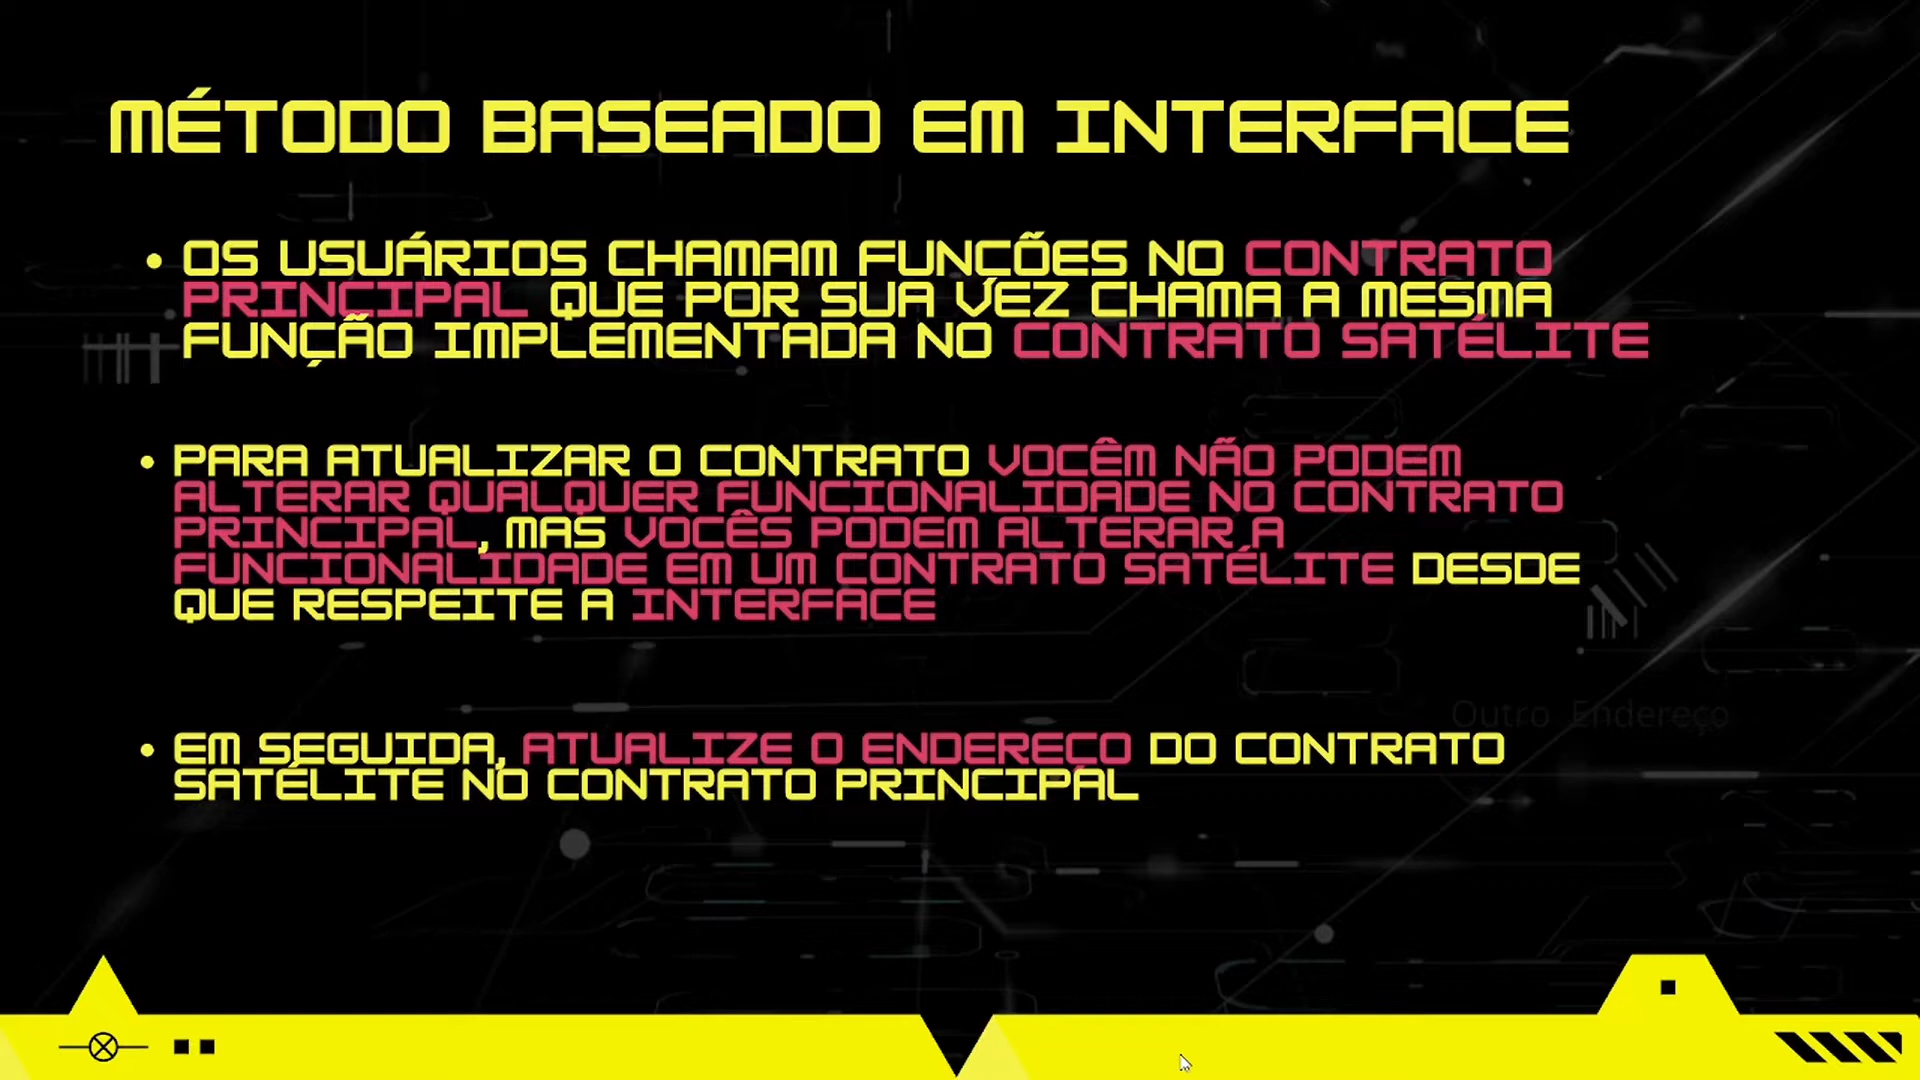 MÉTODO BASEADO EM INTERFACE
• OS USUÁRIOS CHAMAM FUNÇÕES NO CONTRATO
PRINCIPAL QUE POR SUA VEZ CHAMA A MESMA
FUNÇÃO IMPLEMENTADA NO CONTRATO SATÉLITE
• PARA ATUALIZAR O CONTRATO VOCÊM NÃO PODEM
ALTERAR QUALQUER FUNCIONALIDADE NO CONTRATO
PRINCIPAL, MAS VOCÊS PODEM ALTERAR A
FUNCIONALIDADE EM UM CONTRATO SATÉLITE DESDE
QUE RESPEITE A INTERFACE
Outro Endereço
• EM SEGUIDA, ATUALIZE O ENDEREÇO DO CONTRATO
SATÉLITE NO CONTRATO PRINCIPAL